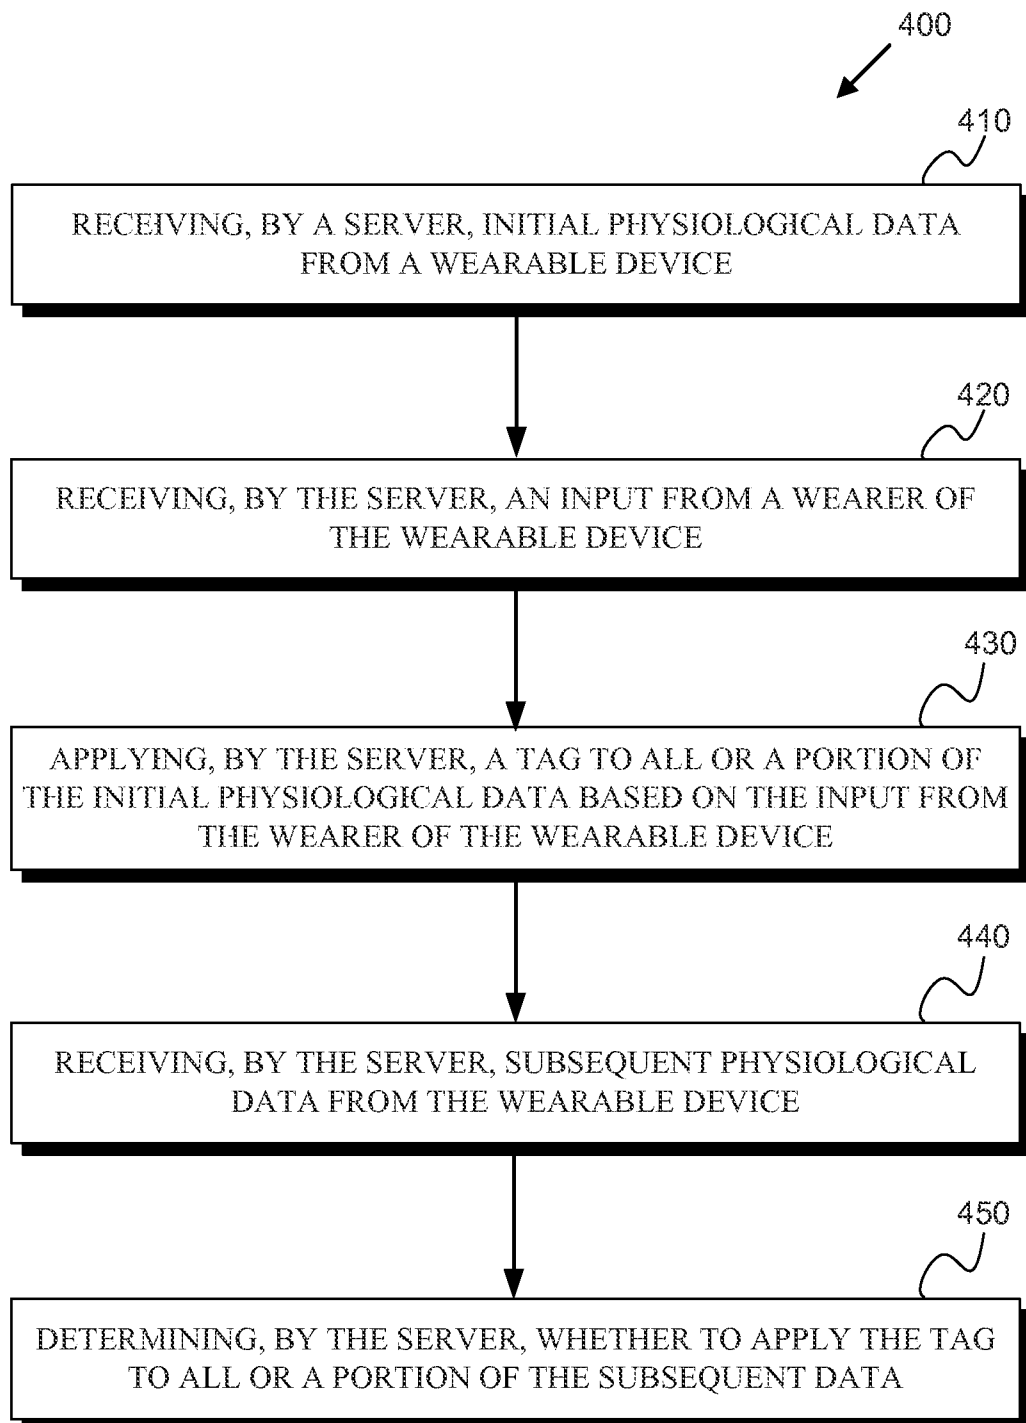 400
410
RECEIVING, BY A SERVER, INITIAL PHYSIOLOGICAL DATA
FROM A WEARABLE DEVICE
420
RECEIVING, BY THE SERVER, AN INPUT FROM A WEARER OF
THE WEARABLE DEVICE
430
APPLYING, BY THE SERVER, A TAG TO ALL OR A PORTION OF
THE INITIAL PHYSIOLOGICAL DATA BASED ON THE INPUT FROM
THE WEARER OF THE WEARABLE DEVICE
440
RECEIVING, BY THE SERVER, SUBSEQUENT PHYSIOLOGICAL
DATA FROM THE WEARABLE DEVICE
450
DETERMINING, BY THE SERVER, WHETHER TO APPLY THE TAG
TO ALL OR A PORTION OF THE SUBSEQUENT DATA